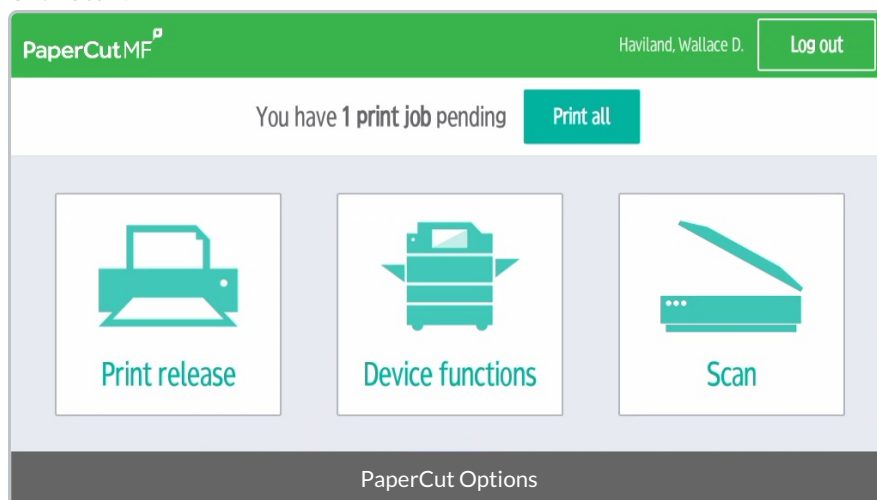 PaperCut MF
Haviland, Wallace D.
Log out
You have 1 print job pending
Print all
Print release
Device functions
Scan
PaperCut Options